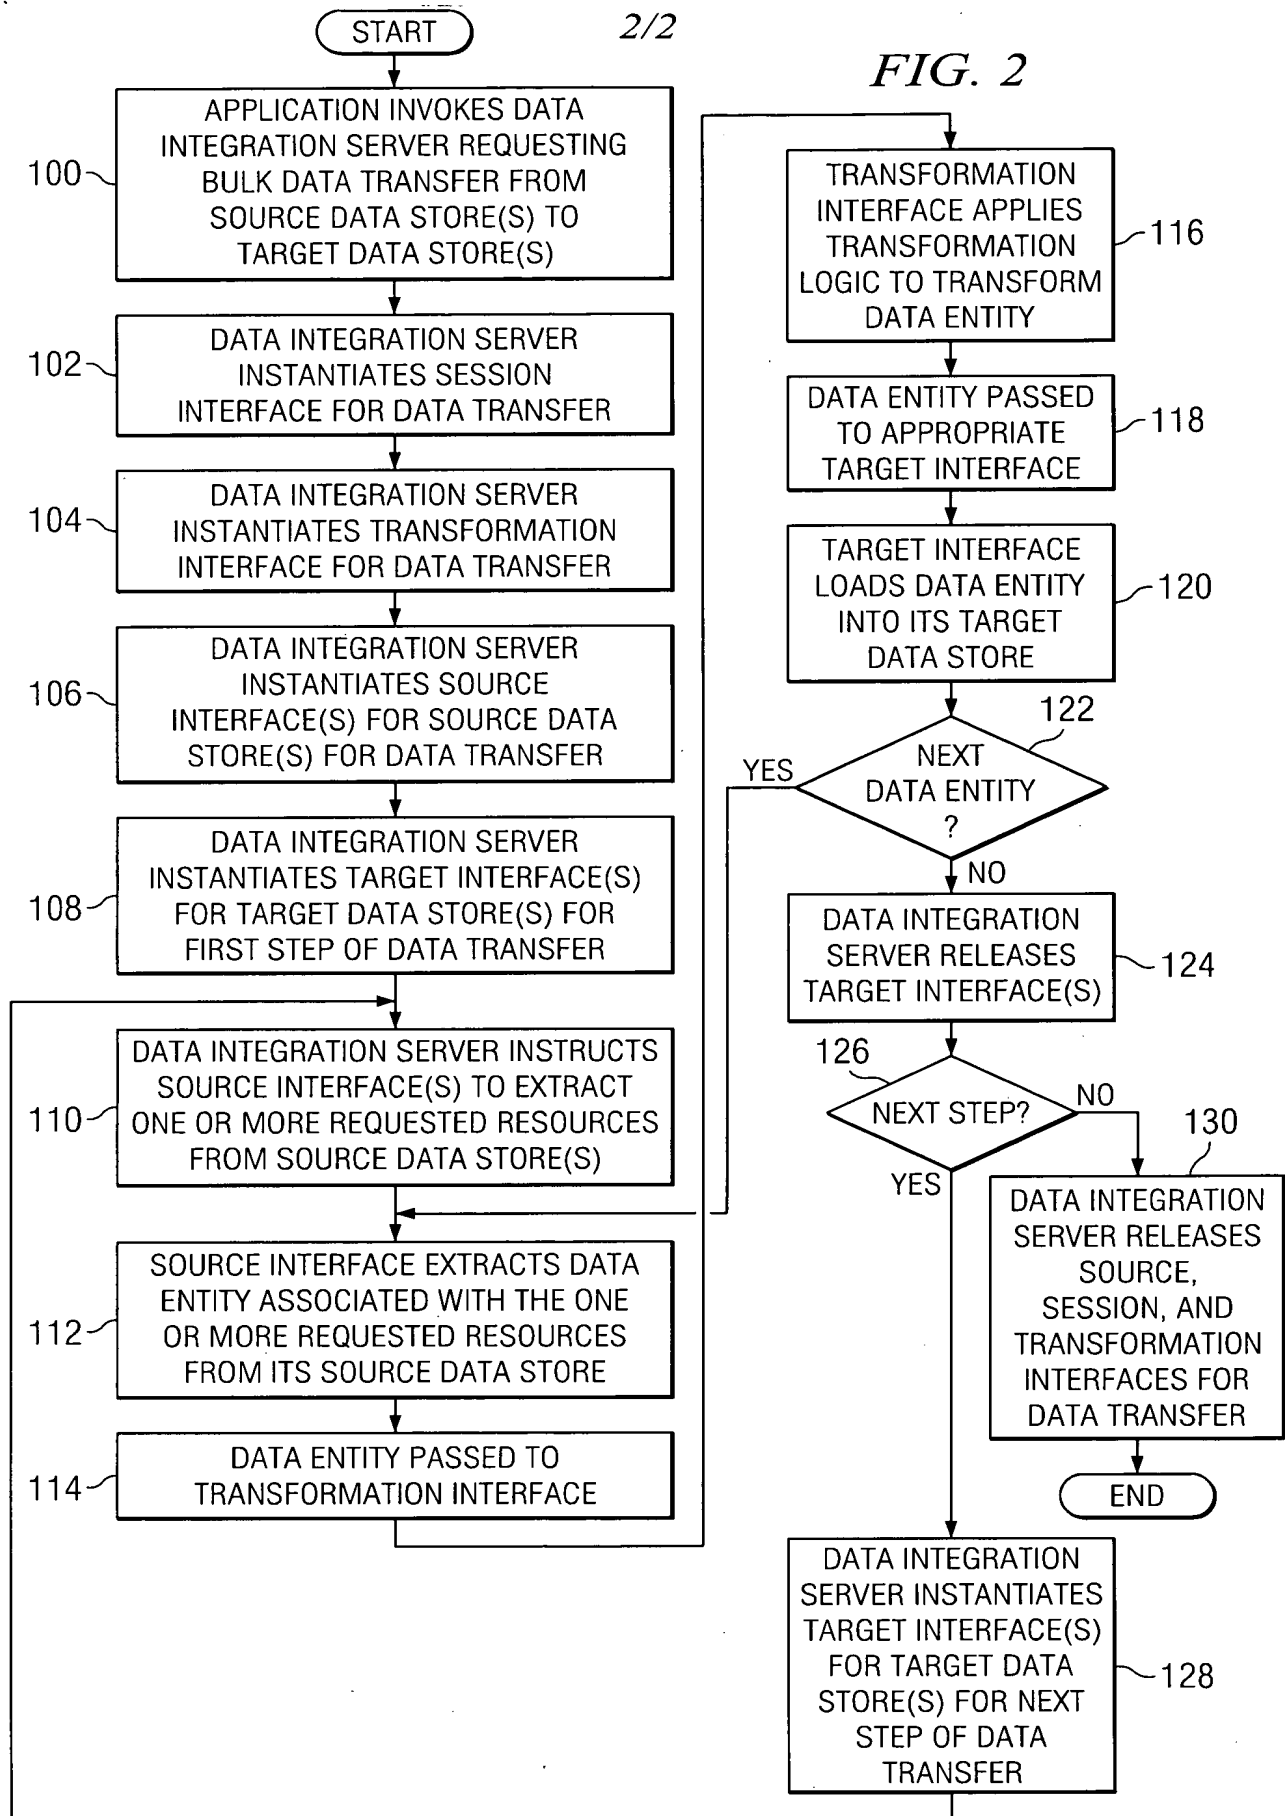 2/2
FIG. 2
START
APPLICATION INVOKES DATA
INTEGRATION SERVER REQUESTING
BULK DATA TRANSFER FROM
SOURCE DATA STORE(S) TO
TARGET DATA STORE(S)
100
DATA INTEGRATION SERVER
INSTANTIATES SESSION
INTERFACE FOR DATA TRANSFER
102
DATA INTEGRATION SERVER
INSTANTIATES TRANSFORMATION
INTERFACE FOR DATA TRANSFER
104
DATA INTEGRATION SERVER
INSTANTIATES SOURCE
INTERFACE(S) FOR SOURCE DATA
STORE(S) FOR DATA TRANSFER
106
DATA INTEGRATION SERVER
INSTANTIATES TARGET INTERFACE(S)
FOR TARGET DATA STORE(S) FOR
FIRST STEP OF DATA TRANSFER
108
DATA INTEGRATION SERVER INSTRUCTS
SOURCE INTERFACE(S) TO EXTRACT
ONE OR MORE REQUESTED RESOURCES
FROM SOURCE DATA STORE(S)
110
SOURCE INTERFACE EXTRACTS DATA
ENTITY ASSOCIATED WITH THE ONE
OR MORE REQUESTED RESOURCES
FROM ITS SOURCE DATA STORE
112
DATA ENTITY PASSED TO
TRANSFORMATION INTERFACE
114
TRANSFORMATION
INTERFACE APPLIES
TRANSFORMATION
LOGIC TO TRANSFORM
DATA ENTITY
116
DATA ENTITY PASSED
TO APPROPRIATE
TARGET INTERFACE
118
TARGET INTERFACE
LOADS DATA ENTITY
INTO ITS TARGET
DATA STORE
120
122
YES
NEXT
DATA ENTITY
?
NO
DATA INTEGRATION
SERVER RELEASES
TARGET INTERFACE(S)
124
126
NEXT STEP?
NO
YES
130
DATA INTEGRATION
SERVER RELEASES
SOURCE,
SESSION, AND
TRANSFORMATION
INTERFACES FOR
DATA TRANSFER
END
DATA INTEGRATION
SERVER INSTANTIATES
TARGET INTERFACE(S)
FOR TARGET DATA
STORE(S) FOR NEXT
STEP OF DATA
TRANSFER
128